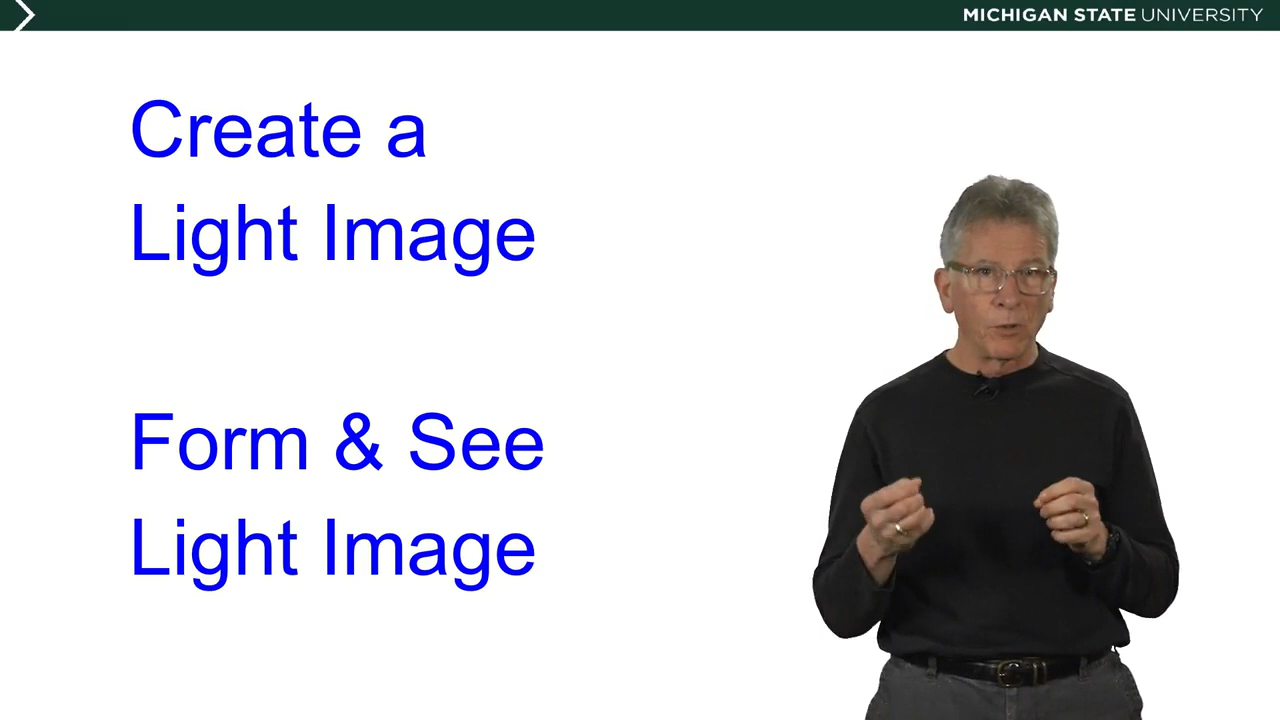 MICHIGAN STATE UNIVERSITY
Create a
Light Image
Form & See
Light Image